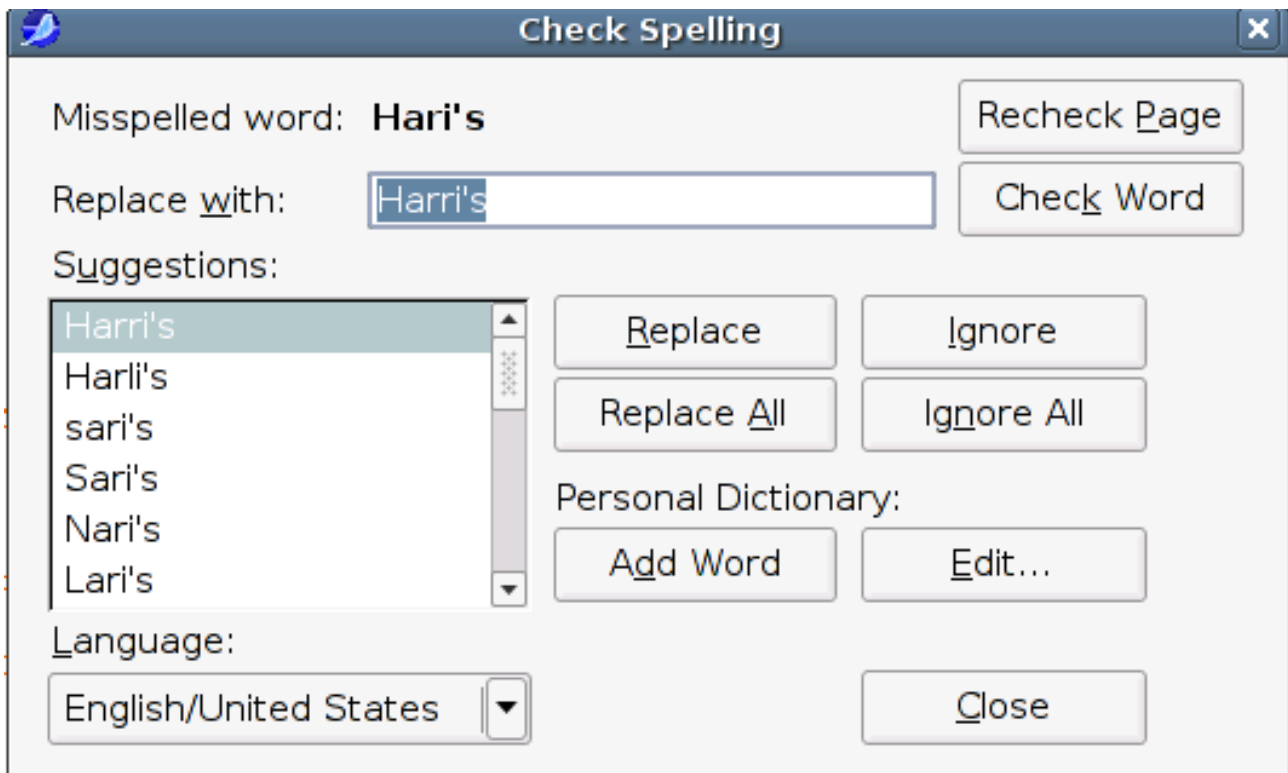 Check Spelling
Misspelled word: Hari's
Recheck Page
Replace with: Harri's
Check Word
Suggestions:
Harri's
Harli's
sari's
Sari's
Nari's
Lari's
Replace
Ignore
Replace All
Ignore All
Personal Dictionary:
Add Word
Edit...
Language:
English/United States
Close